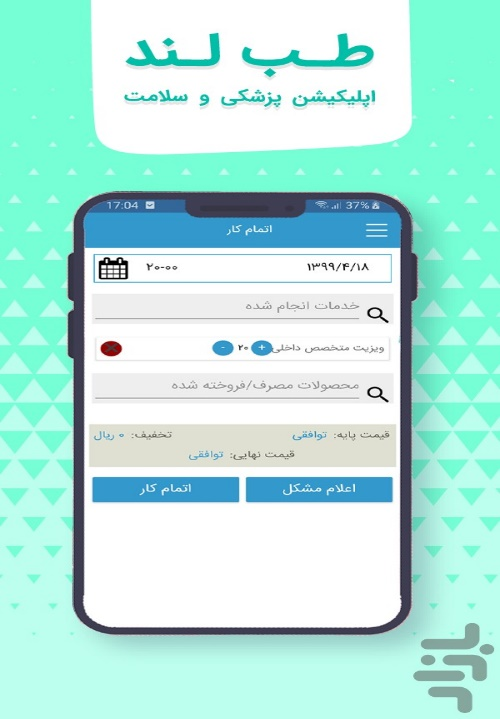 طب لند
اپلیکیشن پزشکی و سلامت
17:04 37%
اتمام کار
۱۳۹۹/۴/۱۸ ۲۰-۰۰
خدمات انجام شده
ویزیت متخصص داخلی + ۲۰ -
محصولات مصرف/فروخته شده
قیمت پایه: توافقی تخفیف: ۰ ریال
قیمت نهایی: توافقی
اعلام مشکل اتمام کار